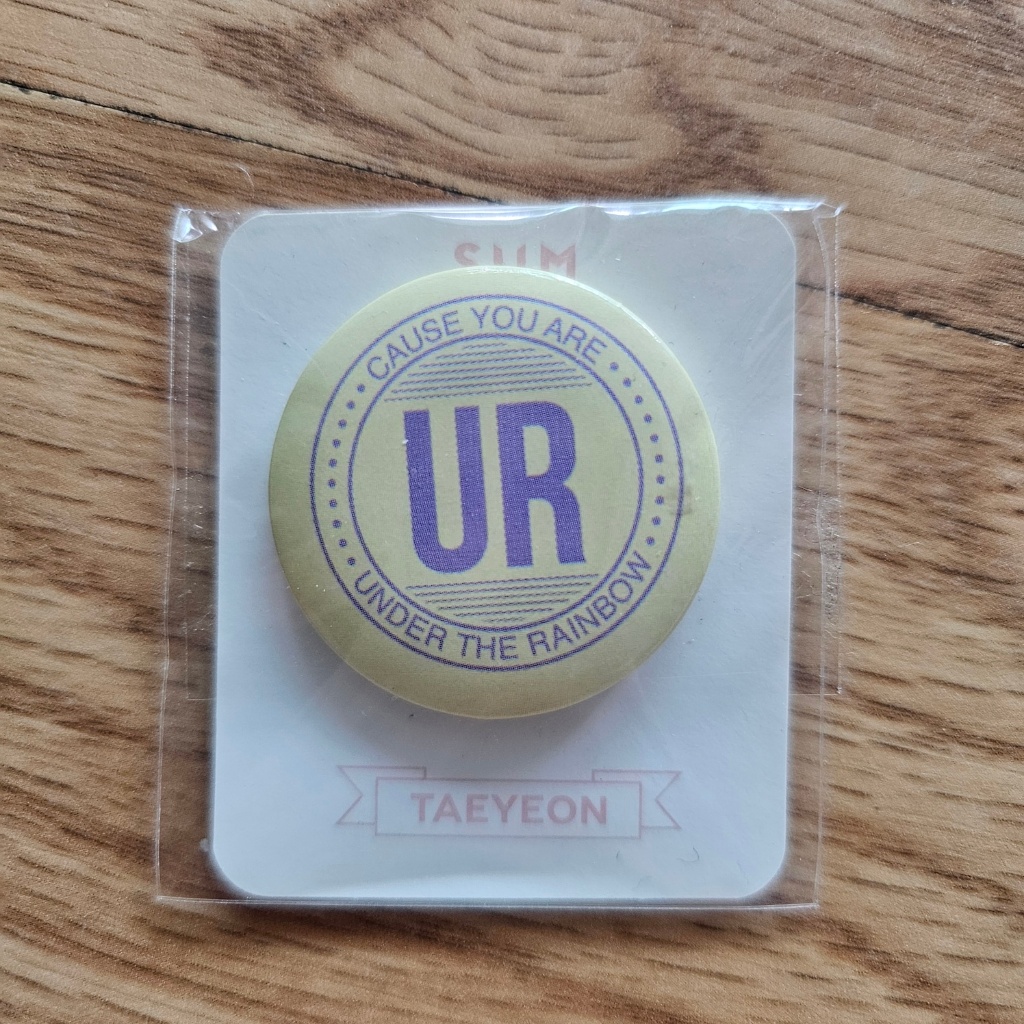 SUM
CAUSE YOU ARE
UR
UNDER THE RAINBOW
TAEYEON